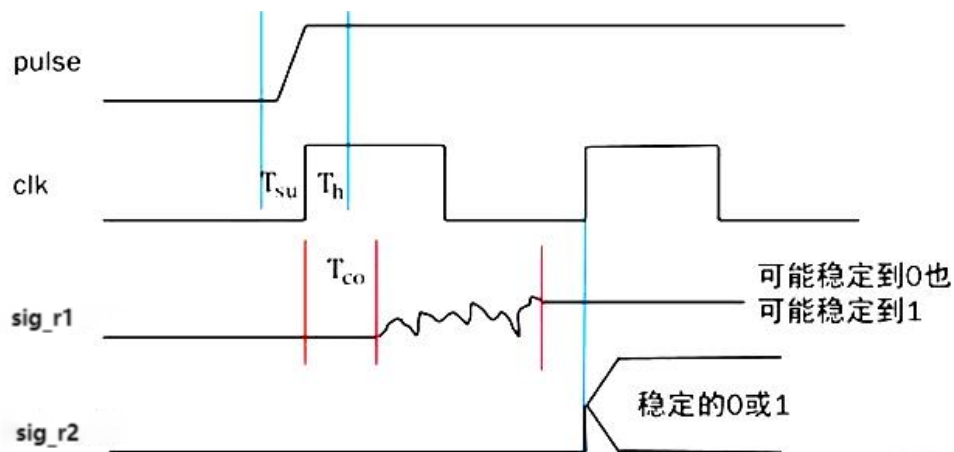 pulse
clk
Tsu
Th
Tco
sig_r1
可能稳定到0也
可能稳定到1
稳定的0或1
sig_r2